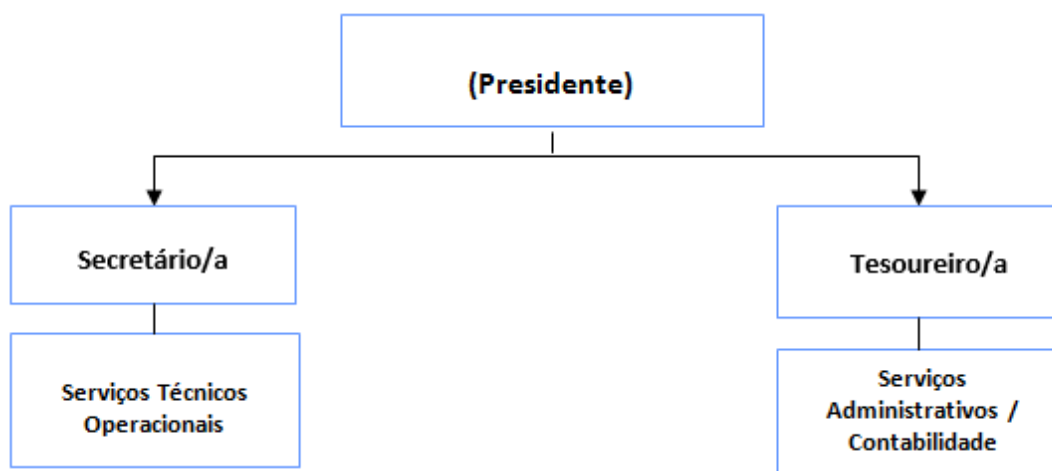 (Presidente)
Secretário/a
Tesoureiro/a
Serviços Técnicos
Operacionais
Serviços
Administrativos /
Contabilidade